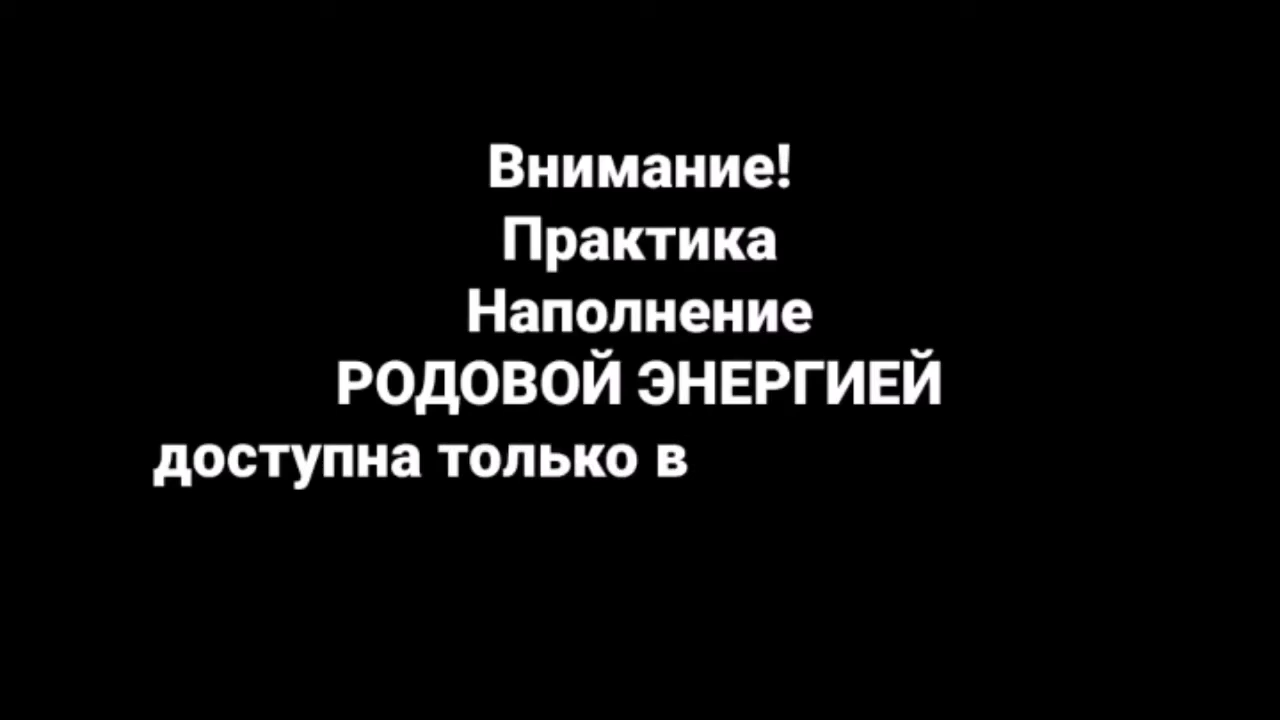 Внимание!
Практика
Наполнение
РОДОВОЙ ЭНЕРГИЕЙ
доступна только в